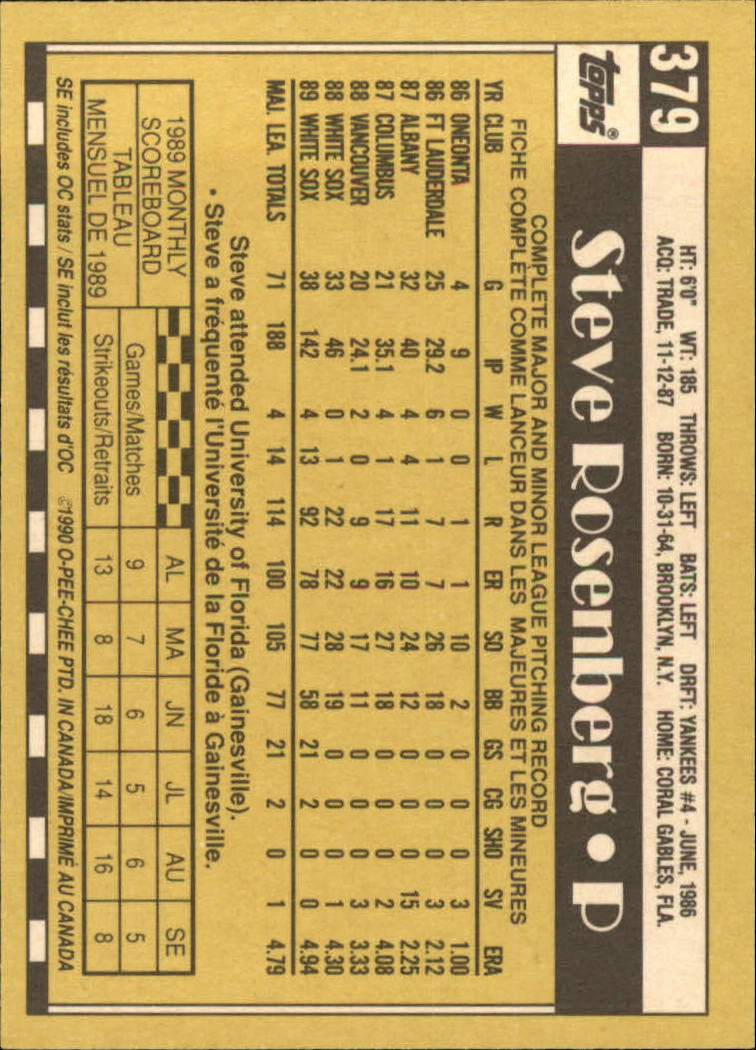 379
HT: 6'0" WT: 185 THROWS: LEFT BATS: LEFT DRFT: YANKEES #4 - JUNE, 1986
ACQ: TRADE, 11-12-87 BORN: 10-31-64, BROOKLYN, N.Y. HOME: CORAL GABLES, FLA.
TOPPS®
Steve Rosenberg • P
COMPLETE MAJOR AND MINOR LEAGUE PITCHING RECORD
FICHE COMPLÈTE COMME LANCEUR DANS LES MAJEURES ET LES MINEURES
YR CLUB G IP W L R ER SO BB GS CG SHO SV ERA
86 ONEONTA 4 9 0 0 1 1 10 2 0 0 0 3 1.00
86 FT LAUDERDALE 25 29.2 6 1 7 7 26 18 0 0 0 3 2.12
87 ALBANY 32 40 4 4 11 10 24 12 0 0 0 15 2.25
87 COLUMBUS 21 35.1 4 1 17 16 27 18 0 0 0 2 4.08
88 VANCOUVER 20 24.1 2 0 9 9 17 11 0 0 0 3 3.33
88 WHITE SOX 33 46 0 1 22 22 28 19 0 0 0 1 4.30
89 WHITE SOX 38 142 4 13 92 78 77 58 21 2 0 0 4.94
MAJ. LEA. TOTALS 71 188 4 14 114 100 105 77 21 2 0 1 4.79
Steve attended University of Florida (Gainesville).
• Steve a fréquenté l'Université de la Floride à Gainesville.
1989 MONTHLY
SCOREBOARD
TABLEAU
MENSUEL DE 1989
AL MA JN JL AU SE
Games/Matches 9 7 6 5 6 5
Strikeouts/Retraits 13 8 18 14 16 8
SE includes OC stats / SE inclut les résultats d'OC ©1990 O-PEE-CHEE PTD. IN CANADA/IMPRIMÉ AU CANADA